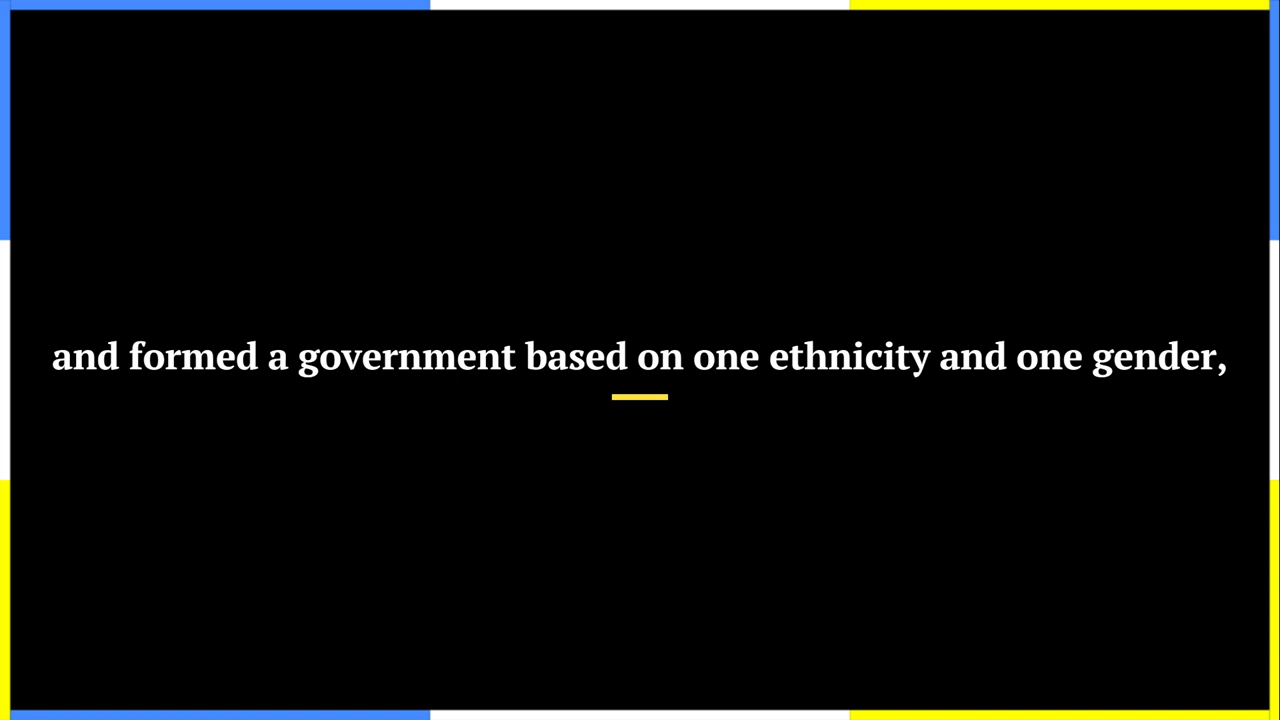 and formed a government based on one ethnicity and one gender,